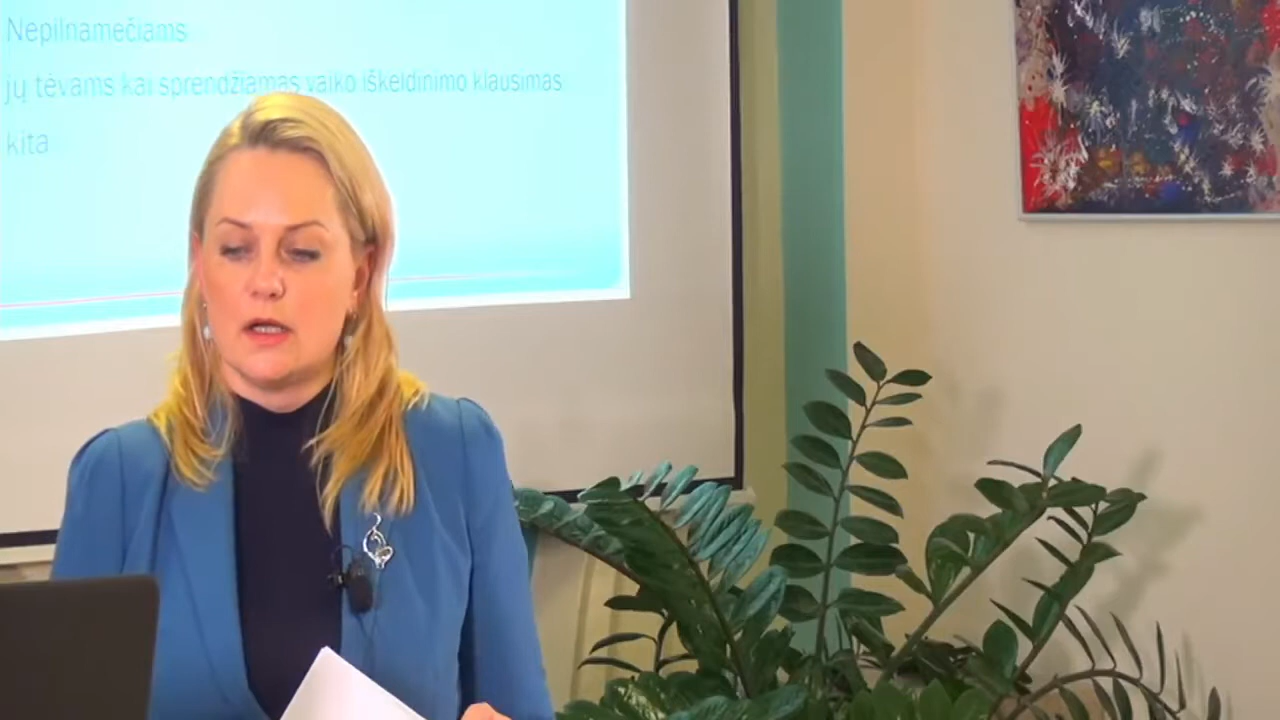 Nepilnamečiams
jų tėvams kai sprendžiamas vaiko iškeldinimo klausimas
kita